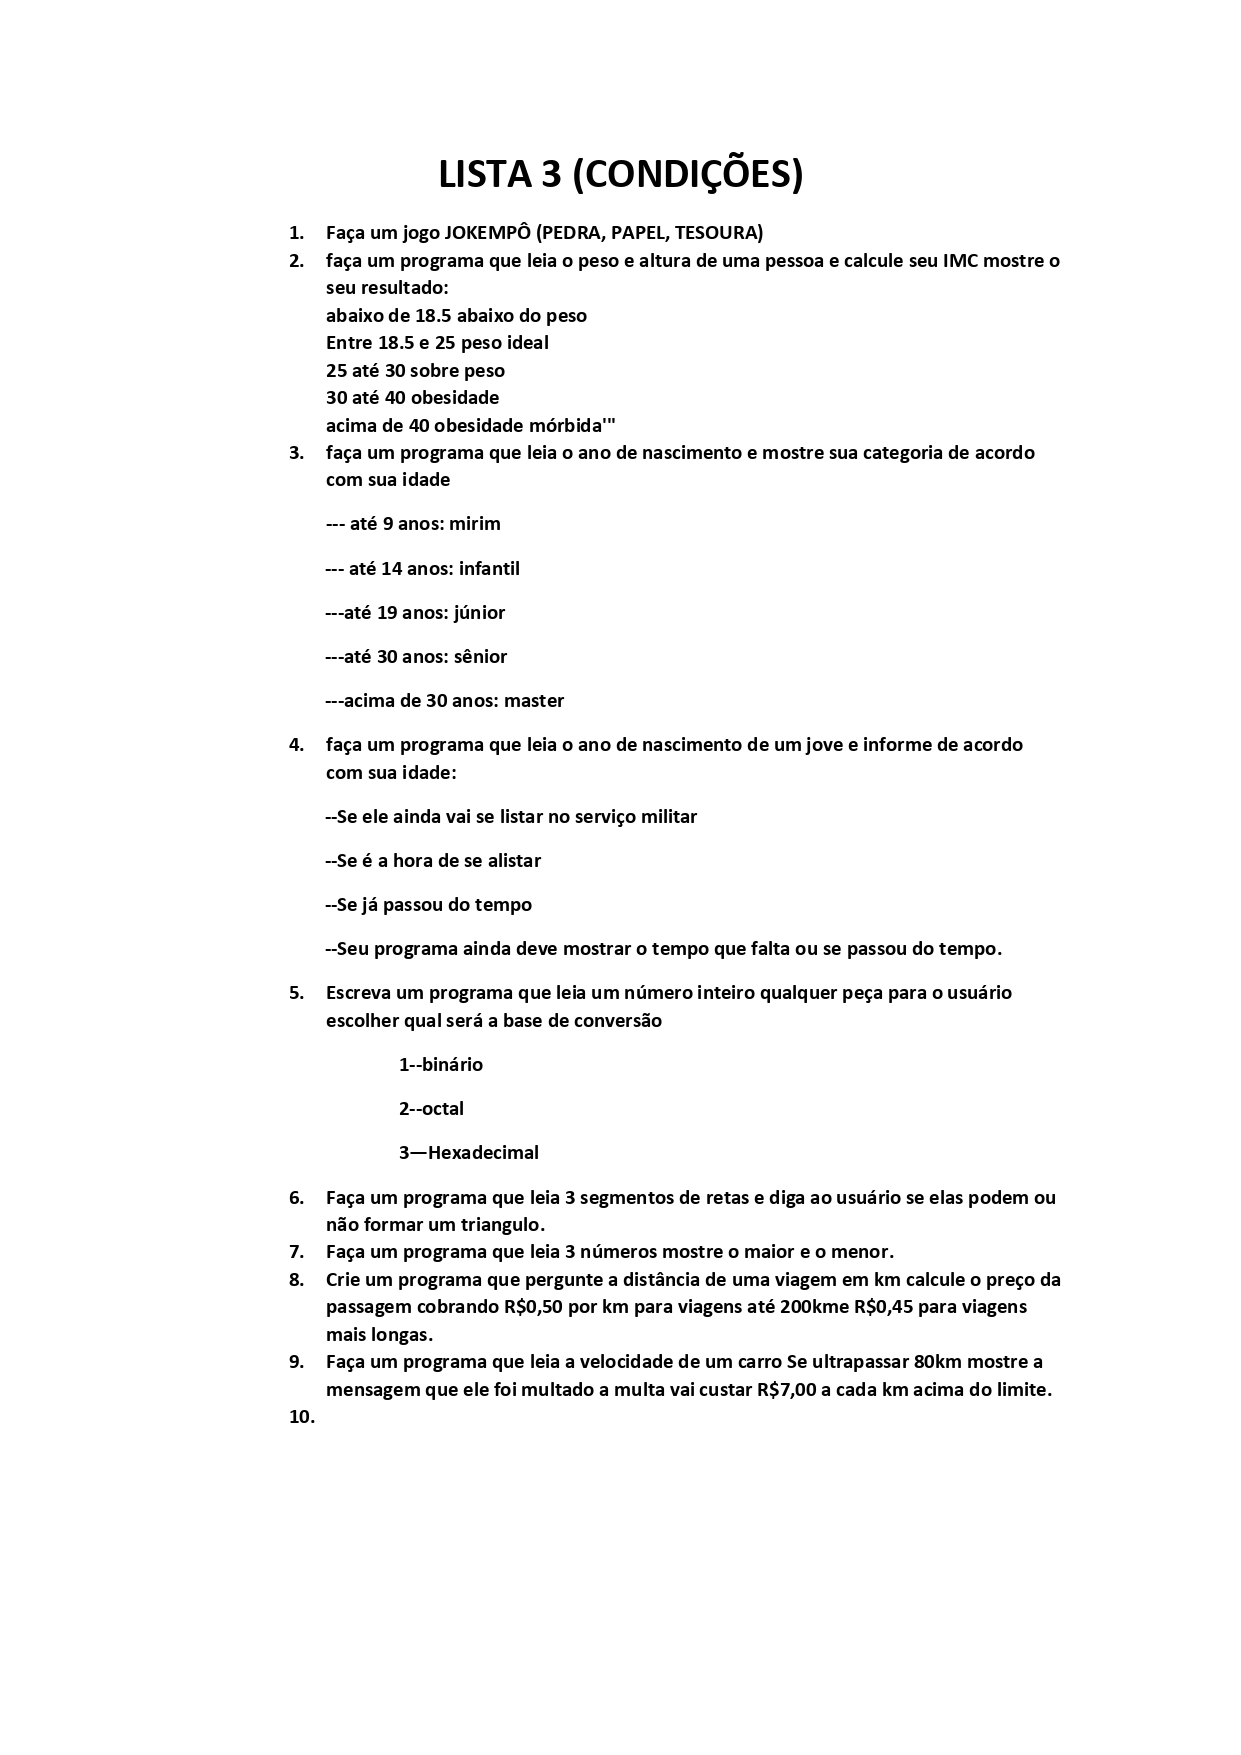 LISTA 3 (CONDIÇÕES)
1. Faça um jogo JOKEMPÔ (PEDRA, PAPEL, TESOURA)
2. faça um programa que leia o peso e altura de uma pessoa e calcule seu IMC mostre o
seu resultado:
abaixo de 18.5 abaixo do peso
Entre 18.5 e 25 peso ideal
25 até 30 sobre peso
30 até 40 obesidade
acima de 40 obesidade mórbida'"
3. faça um programa que leia o ano de nascimento e mostre sua categoria de acordo
com sua idade
--- até 9 anos: mirim
--- até 14 anos: infantil
---até 19 anos: júnior
---até 30 anos: sênior
---acima de 30 anos: master
4. faça um programa que leia o ano de nascimento de um jove e informe de acordo
com sua idade:
--Se ele ainda vai se listar no serviço militar
--Se é a hora de se alistar
--Se já passou do tempo
--Seu programa ainda deve mostrar o tempo que falta ou se passou do tempo.
5. Escreva um programa que leia um número inteiro qualquer peça para o usuário
escolher qual será a base de conversão
1--binário
2--octal
3—Hexadecimal
6. Faça um programa que leia 3 segmentos de retas e diga ao usuário se elas podem ou
não formar um triangulo.
7. Faça um programa que leia 3 números mostre o maior e o menor.
8. Crie um programa que pergunte a distância de uma viagem em km calcule o preço da
passagem cobrando R$0,50 por km para viagens até 200kme R$0,45 para viagens
mais longas.
9. Faça um programa que leia a velocidade de um carro Se ultrapassar 80km mostre a
mensagem que ele foi multado a multa vai custar R$7,00 a cada km acima do limite.
10.